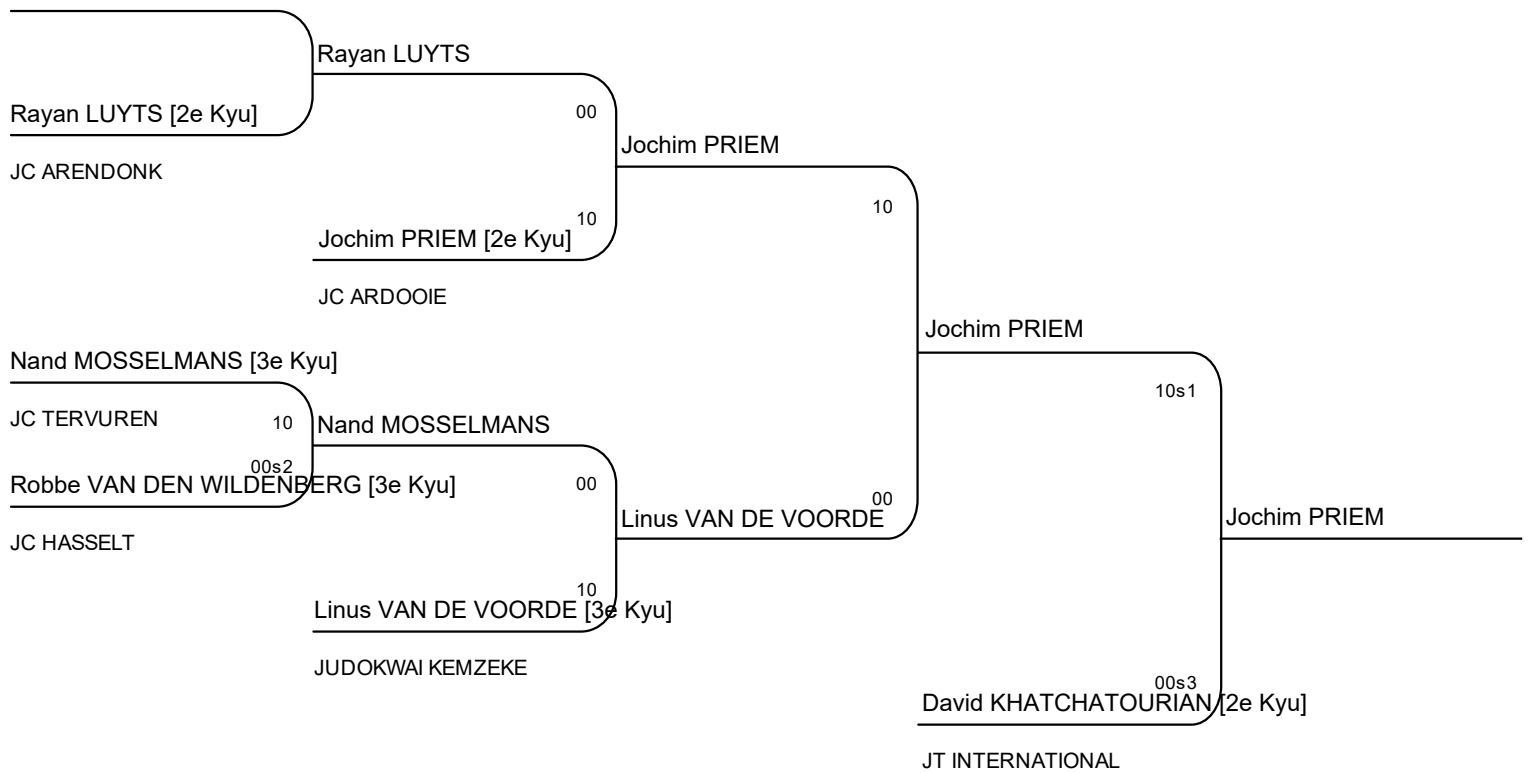 Rayan LUYTS
Rayan LUYTS [2e Kyu]
00
JC ARENDONK
Jochim PRIEM
10
10
Jochim PRIEM [2e Kyu]
JC ARDOOIE
Jochim PRIEM
Nand MOSSELMANS [3e Kyu]
10s1
JC TERVUREN
10
Nand MOSSELMANS
00s2
Robbe VAN DEN WILDENBERG [3e Kyu]
00
00
Linus VAN DE VOORDE
Jochim PRIEM
JC HASSELT
10
Linus VAN DE VOORDE [3e Kyu]
JUDOKWAI KEMZEKE
00s3
David KHATCHATOURIAN [2e Kyu]
JT INTERNATIONAL